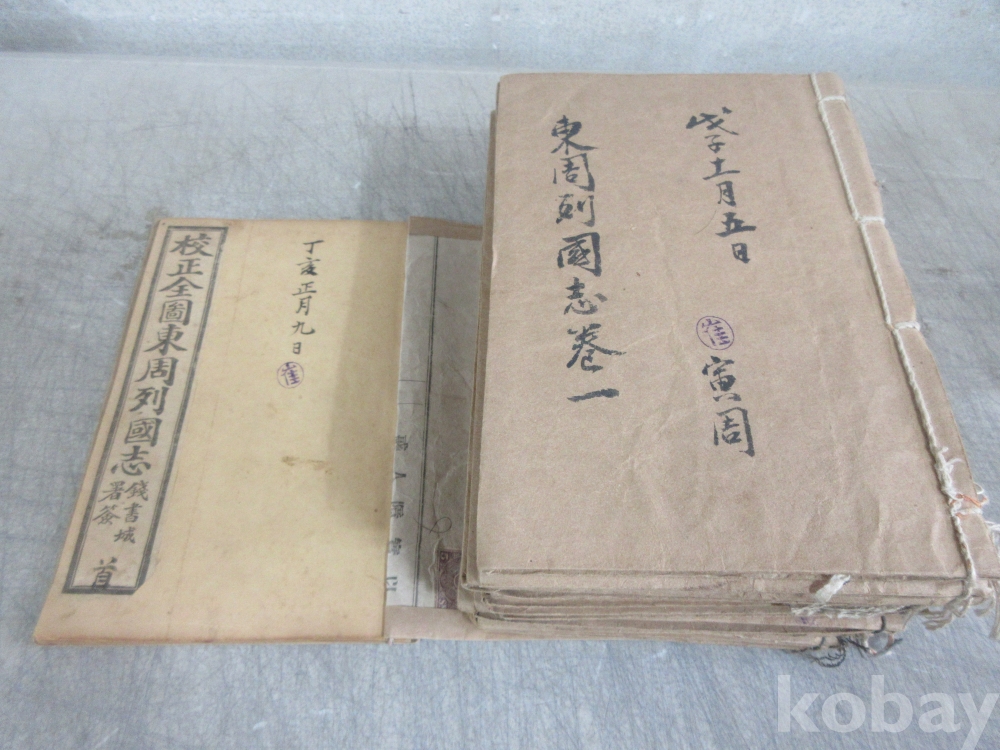 校正全圖東周列國志
錢書城
署簽
首
丁亥正月九日
崔
東周列國志卷一
戊子十一月五日
崔
寅周
kobay